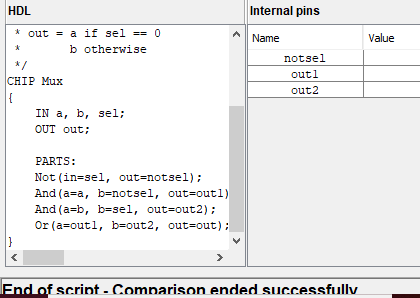 HDL
Internal pins
* out = a if sel == 0
*       b otherwise
*/
CHIP Mux
{
    IN a, b, sel;
    OUT out;
    PARTS:
    Not(in=sel, out=notsel);
    And(a=a, b=notsel, out=out1)
    And(a=b, b=sel, out=out2);
    Or(a=out1, b=out2, out=out);
}
Name Value
notsel
out1
out2
End of script - Comparison ended successfully